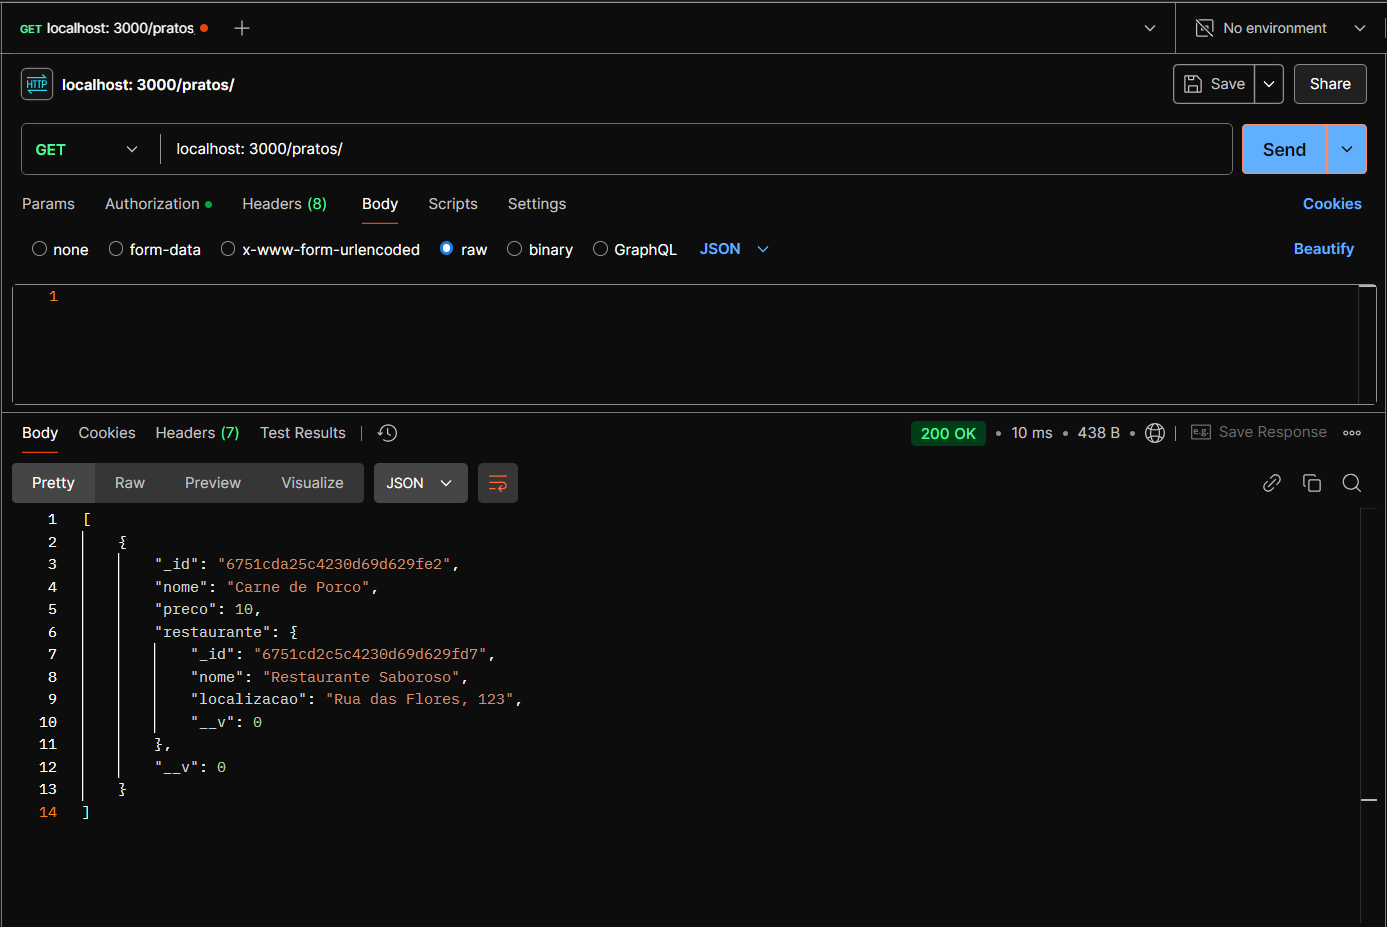 GET localhost: 3000/pratos, No environment
HTTP localhost: 3000/pratos/ Save Share
GET localhost: 3000/pratos/ Send
Params Authorization Headers (8) Body Scripts Settings Cookies
none form-data x-www-form-urlencoded raw binary GraphQL JSON Beautify
1
Body Cookies Headers (7) Test Results 200 OK • 10 ms • 438 B • e.g. Save Response
Pretty Raw Preview Visualize JSON
1 [
2 {
3 "_id": "6751cda25c4230d69d629fe2",
4 "nome": "Carne de Porco",
5 "preco": 10,
6 "restaurante": {
7 "_id": "6751cd2c5c4230d69d629fd7",
8 "nome": "Restaurante Saboroso",
9 "localizacao": "Rua das Flores, 123",
10 "__v": 0
11 },
12 "__v": 0
13 }
14 ]